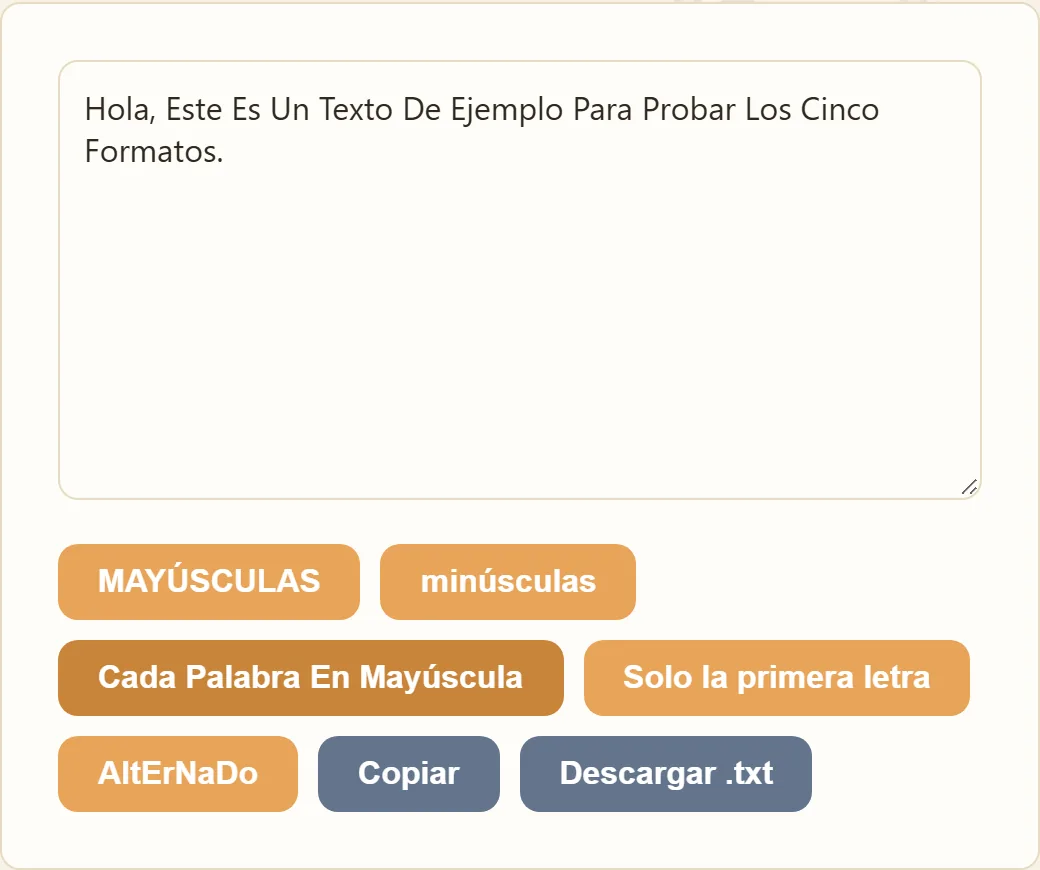 Hola, Este Es Un Texto De Ejemplo Para Probar Los Cinco
Formatos.
MAYÚSCULAS minúsculas
Cada Palabra En Mayúscula Solo la primera letra
AltErNaDo Copiar Descargar .txt